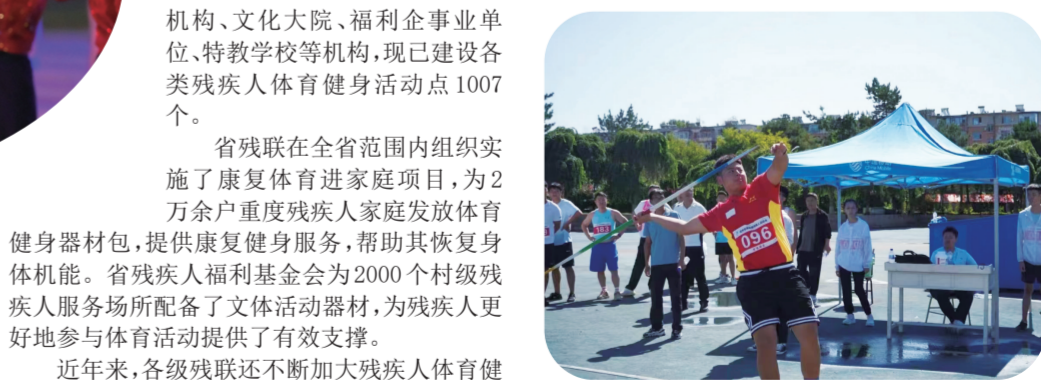 机构、文化大院、福利企事业单
位、特教学校等机构,现已建设各
类残疾人体育健身活动点1007
个。
省残联在全省范围内组织实
施了康复体育进家庭项目,为2
万余户重度残疾人家庭发放体育
健身器材包,提供康复健身服务,帮助其恢复身
体机能。省残疾人福利基金会为2000个村级残
疾人服务场所配备了文体活动器材,为残疾人更
好地参与体育活动提供了有效支撑。
近年来,各级残联还不断加大残疾人体育健
096
183